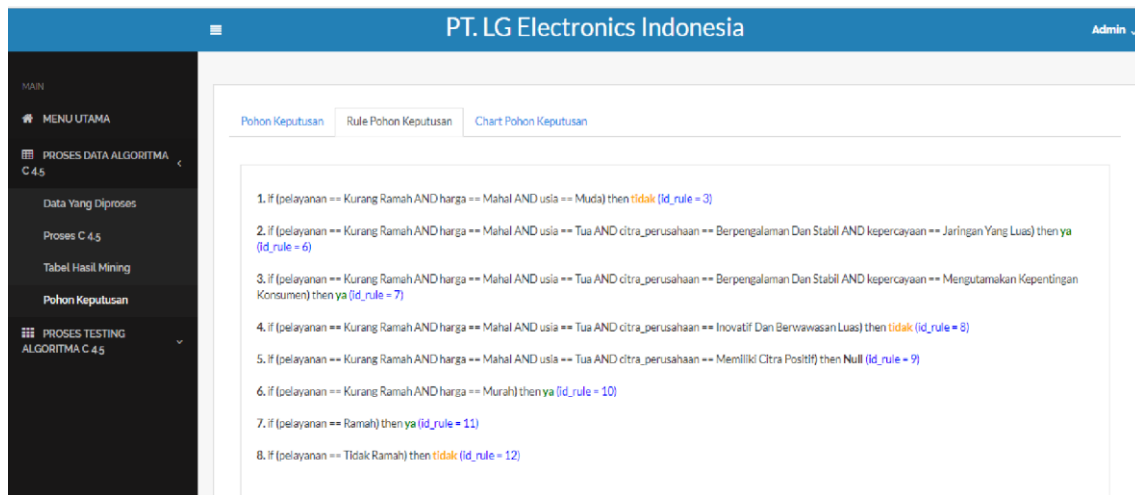 PT. LG Electronics Indonesia
Admin
MAIN
MENU UTAMA
PROSES DATA ALGORITMA
C 4.5
Data Yang Diproses
Proses C 4.5
Tabel Hasil Mining
Pohon Keputusan
PROSES TESTING
ALGORITMA C 4.5
Pohon Keputusan
Rule Pohon Keputusan
Chart Pohon Keputusan
1. if (pelayanan == Kurang Ramah AND harga == Mahal AND usia == Muda) then tidak (id_rule = 3)
2. if (pelayanan == Kurang Ramah AND harga == Mahal AND usia == Tua AND citra_perusahaan == Berpengalaman Dan Stabil AND kepercayaan == Jaringan Yang Luas) then ya
(id_rule = 6)
3. if (pelayanan == Kurang Ramah AND harga == Mahal AND usia == Tua AND citra_perusahaan == Berpengalaman Dan Stabil AND kepercayaan == Mengutamakan Kepentingan
Konsumen) then ya (id_rule = 7)
4. if (pelayanan == Kurang Ramah AND harga == Mahal AND usia == Tua AND citra_perusahaan == Inovatif Dan Berwawasan Luas) then tidak (id_rule = 8)
5. if (pelayanan == Kurang Ramah AND harga == Mahal AND usia == Tua AND citra_perusahaan == Memiliki Citra Positif) then Null (id_rule = 9)
6. if (pelayanan == Kurang Ramah AND harga == Murah) then ya (id_rule = 10)
7. if (pelayanan == Ramah) then ya (id_rule = 11)
8. if (pelayanan == Tidak Ramah) then tidak (id_rule = 12)